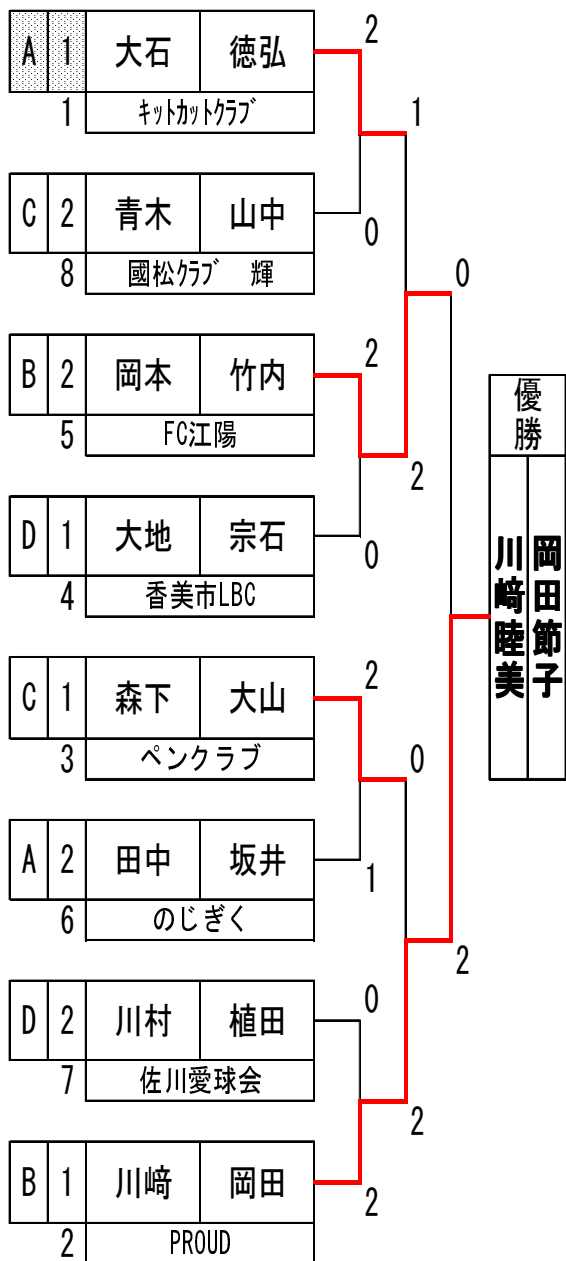 2
A 1 大石 徳弘
1 キットカットクラブ
1
C 2 青木 山中
0
8 國松クラブ 輝
0
B 2 岡本 竹内
2
5 FC江陽
2
D 1 大地 宗石
0
4 香美市LBC
優勝
川﨑睦美
岡田節子
C 1 森下 大山
2
3 ペンクラブ
0
A 2 田中 坂井
1
6 のじぎく
2
D 2 川村 植田
0
7 佐川愛球会
2
B 1 川﨑 岡田
2
2 PROUD